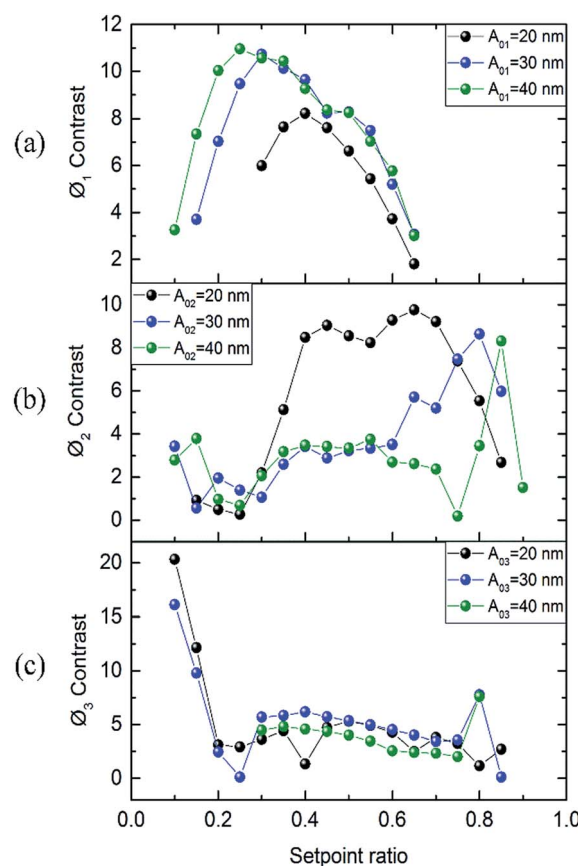 (a)
Ø₁ Contrast
12
10
8
6
4
2
A₀₁=20 nm
A₀₁=30 nm
A₀₁=40 nm
(b)
Ø₂ Contrast
10
8
6
4
2
0
A₀₂=20 nm
A₀₂=30 nm
A₀₂=40 nm
(c)
Ø₃ Contrast
20
15
10
5
0
A₀₃=20 nm
A₀₃=30 nm
A₀₃=40 nm
0.0 0.2 0.4 0.6 0.8 1.0
Setpoint ratio